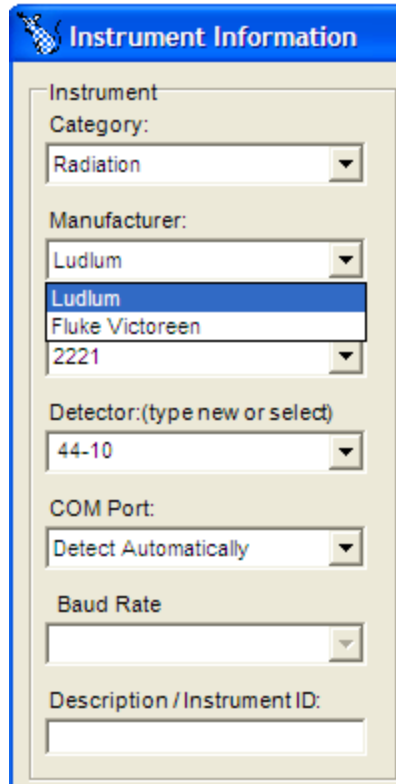 Instrument Information
Instrument
Category:
Radiation
Manufacturer:
Ludlum
Ludlum
Fluke Victoreen
2221
Detector:(type new or select)
44-10
COM Port:
Detect Automatically
Baud Rate
Description / Instrument ID: